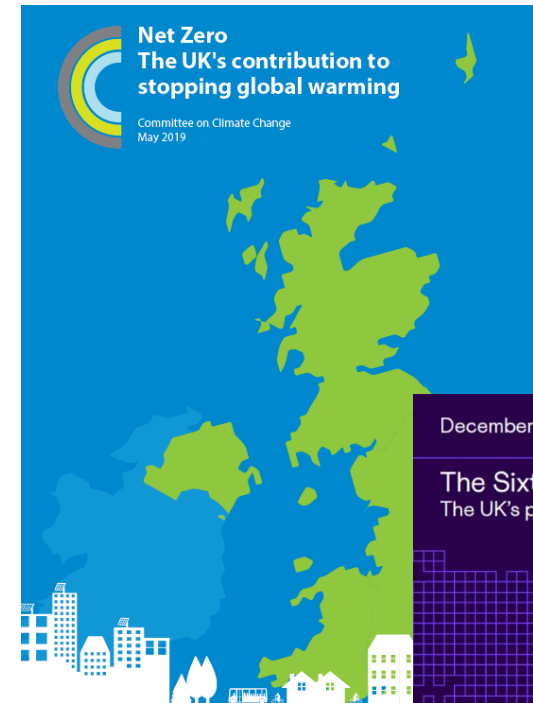 Net Zero
The UK's contribution to
stopping global warming
Committee on Climate Change
May 2019
December
The Sixt
The UK's p